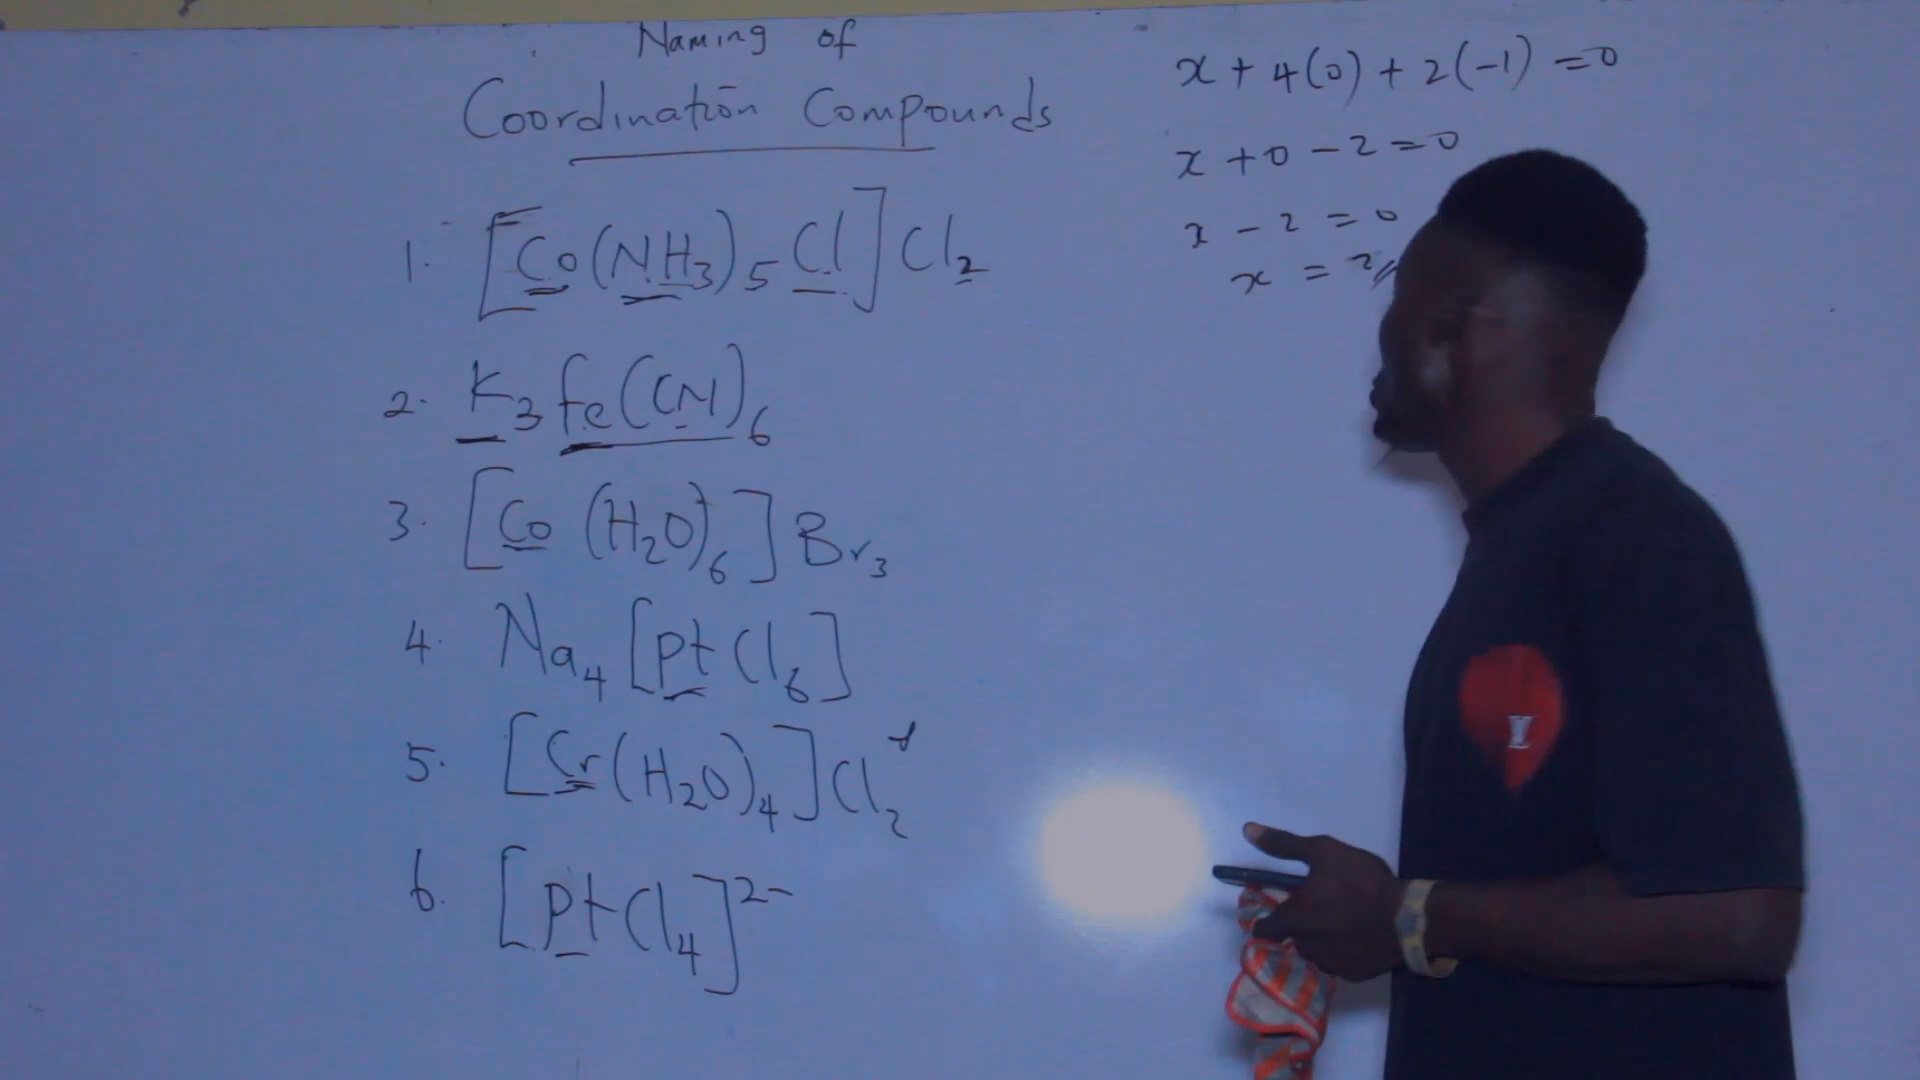 Naming of
Coordination Compounds
1. [Co(NH3)5Cl]Cl2
2. K3Fe(CN)6
3. [Co(H2O)6]Br3
4. Na4[PtCl6]
5. [Cr(H2O)4]Cl2
6. [PtCl4]2-
x + 4(0) + 2(-1) = 0
x + 0 - 2 = 0
x - 2 = 0
x = 2
LV